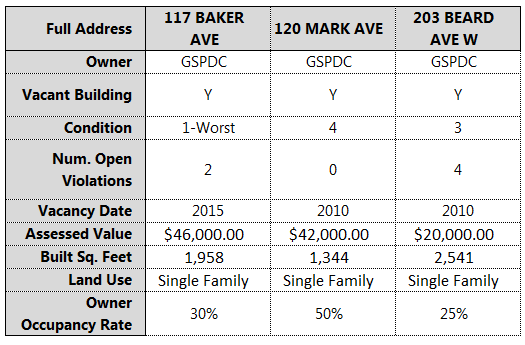 Full Address 117 BAKER AVE 120 MARK AVE 203 BEARD AVE W
Owner GSPDC GSPDC GSPDC
Vacant Building Y Y Y
Condition 1-Worst 4 3
Num. Open Violations 2 0 4
Vacancy Date 2015 2010 2010
Assessed Value $46,000.00 $42,000.00 $20,000.00
Built Sq. Feet 1,958 1,344 2,541
Land Use Single Family Single Family Single Family
Owner Occupancy Rate 30% 50% 25%